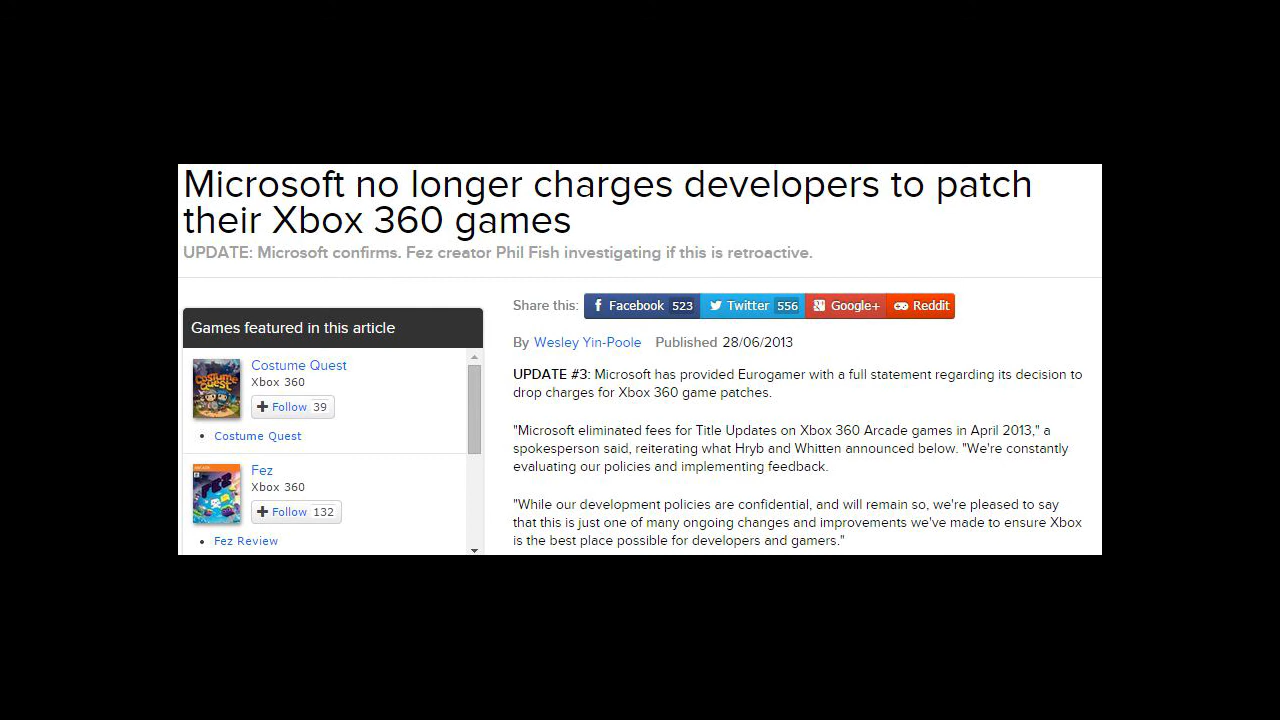 Microsoft no longer charges developers to patch
their Xbox 360 games
UPDATE: Microsoft confirms. Fez creator Phil Fish investigating if this is retroactive.
Games featured in this article
Costume Quest
Xbox 360
+ Follow 39
• Costume Quest
Fez
Xbox 360
+ Follow 132
• Fez Review
Share this: Facebook 523 Twitter 556 Google+ Reddit
By Wesley Yin-Poole Published 28/06/2013
UPDATE #3: Microsoft has provided Eurogamer with a full statement regarding its decision to
drop charges for Xbox 360 game patches.
"Microsoft eliminated fees for Title Updates on Xbox 360 Arcade games in April 2013," a
spokesperson said, reiterating what Hryb and Whitten announced below. "We're constantly
evaluating our policies and implementing feedback.
"While our development policies are confidential, and will remain so, we're pleased to say
that this is just one of many ongoing changes and improvements we've made to ensure Xbox
is the best place possible for developers and gamers."
COSTUME
QUEST
FEZ